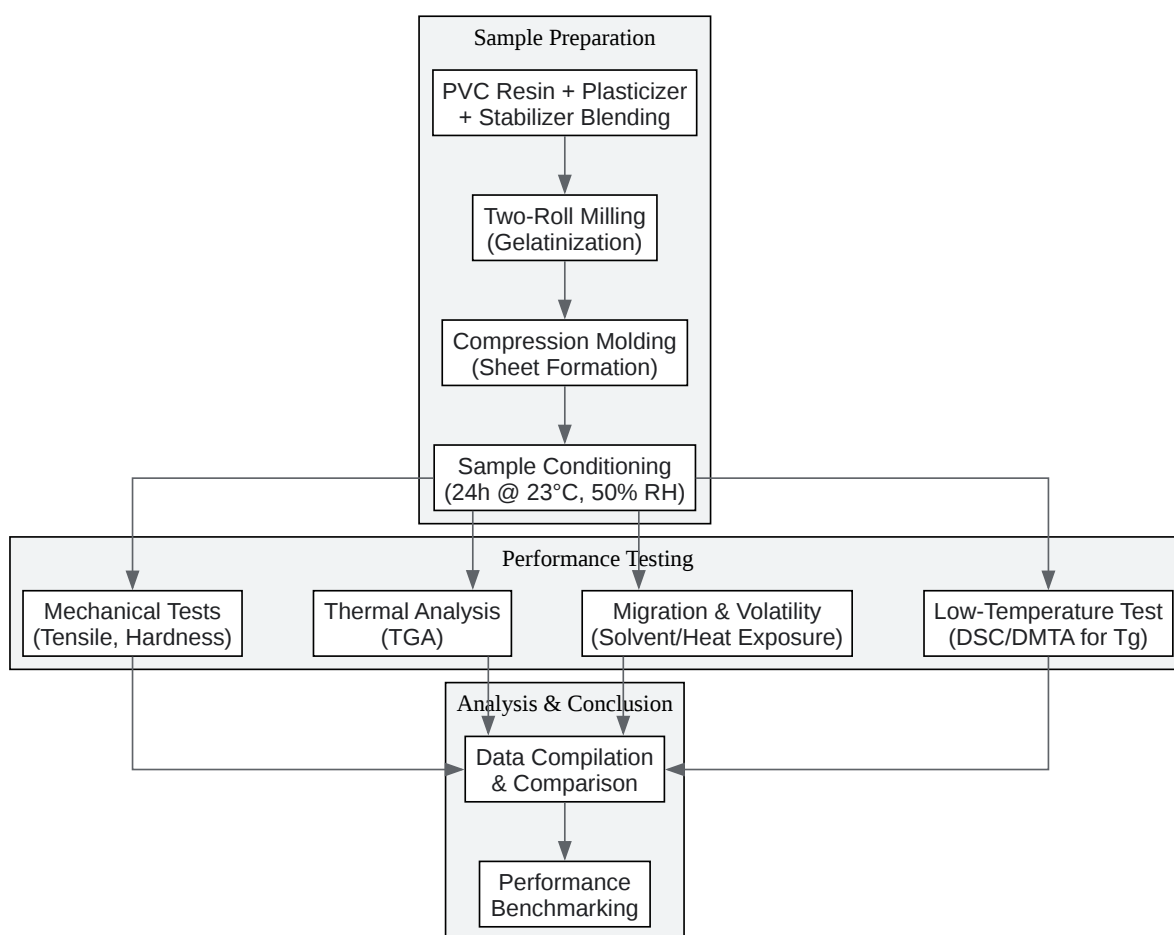 Sample Preparation
PVC Resin + Plasticizer
+ Stabilizer Blending
Two-Roll Milling
(Gelatinization)
Compression Molding
(Sheet Formation)
Sample Conditioning
(24h @ 23°C, 50% RH)
Performance Testing
Mechanical Tests
(Tensile, Hardness)
Thermal Analysis
(TGA)
Migration & Volatility
(Solvent/Heat Exposure)
Low-Temperature Test
(DSC/DMTA for Tg)
Analysis & Conclusion
Data Compilation
& Comparison
Performance
Benchmarking